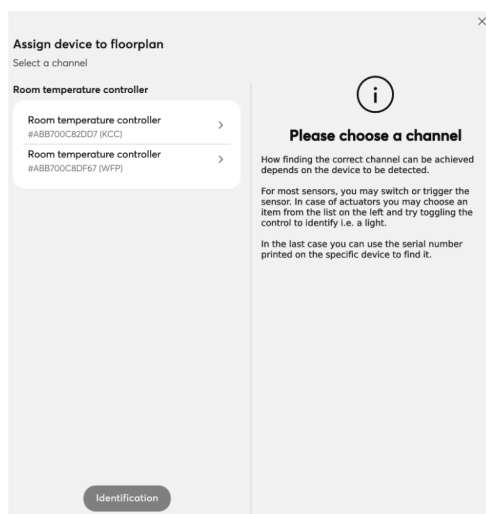 Assign device to floorplan
Select a channel
Room temperature controller
Room temperature controller
#ABB700C82DD7 (KCC)
Room temperature controller
#ABB700C8DF67 (WFP)
Identification
i
Please choose a channel
How finding the correct channel can be achieved
depends on the device to be detected.
For most sensors, you may switch or trigger the
sensor. In case of actuators you may choose an
item from the list on the left and try toggling the
control to identify i.e. a light.
In the last case you can use the serial number
printed on the specific device to find it.